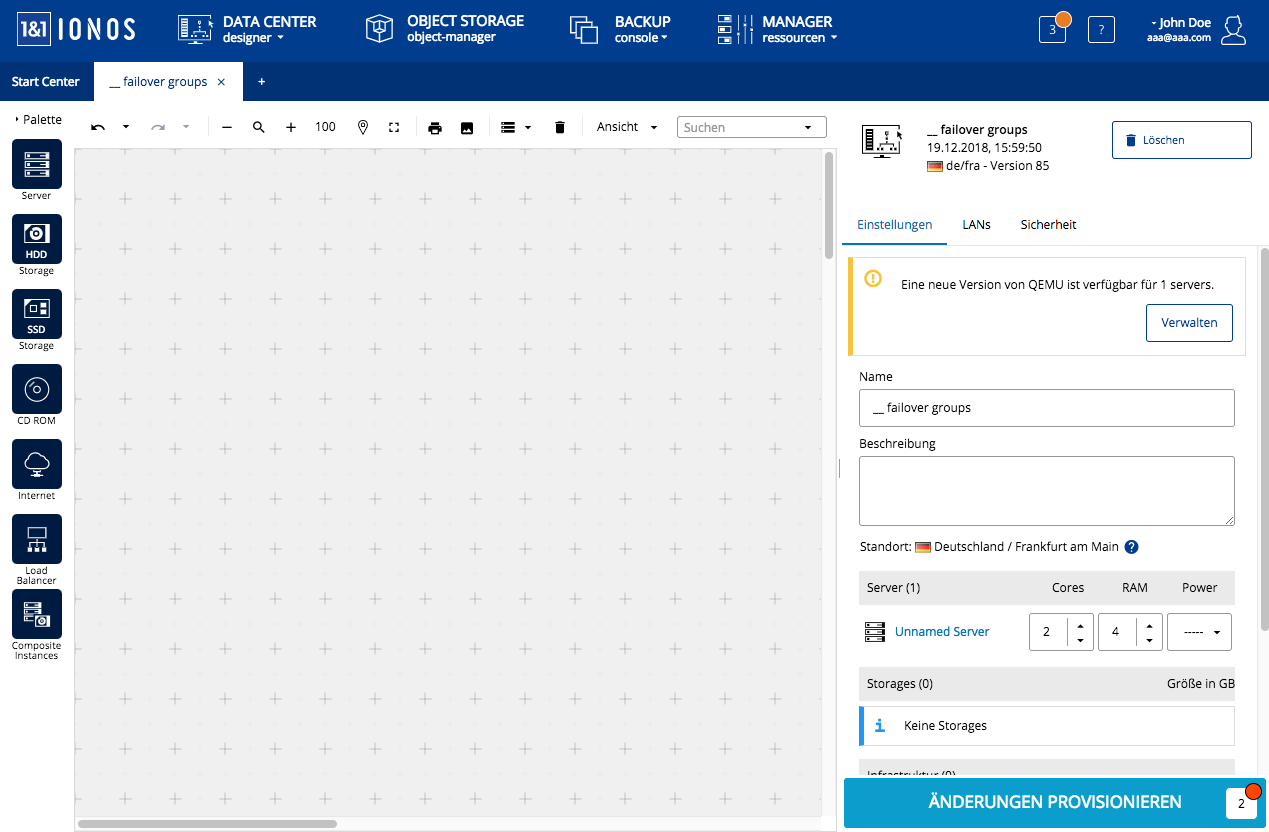 1&1 IONOS
DATA CENTER
designer
OBJECT STORAGE
object-manager
BACKUP
console
MANAGER
ressourcen
3
?
John Doe
aaa@aaa.com
Start Center
__ failover groups ×
+
Palette
100
Ansicht
Suchen
Server
HDD
Storage
SSD
Storage
CD ROM
Internet
Load
Balancer
Composite
Instances
__ failover groups
19.12.2018, 15:59:50
de/fra - Version 85
Löschen
Einstellungen
LANs
Sicherheit
Eine neue Version von QEMU ist verfügbar für 1 servers.
Verwalten
Name
__ failover groups
Beschreibung
Standort: Deutschland / Frankfurt am Main ?
Server (1) Cores RAM Power
Unnamed Server 2 4 -----
Storages (0) Größe in GB
Keine Storages
Infrastruktur (0)
ÄNDERUNGEN PROVISIONIEREN
2